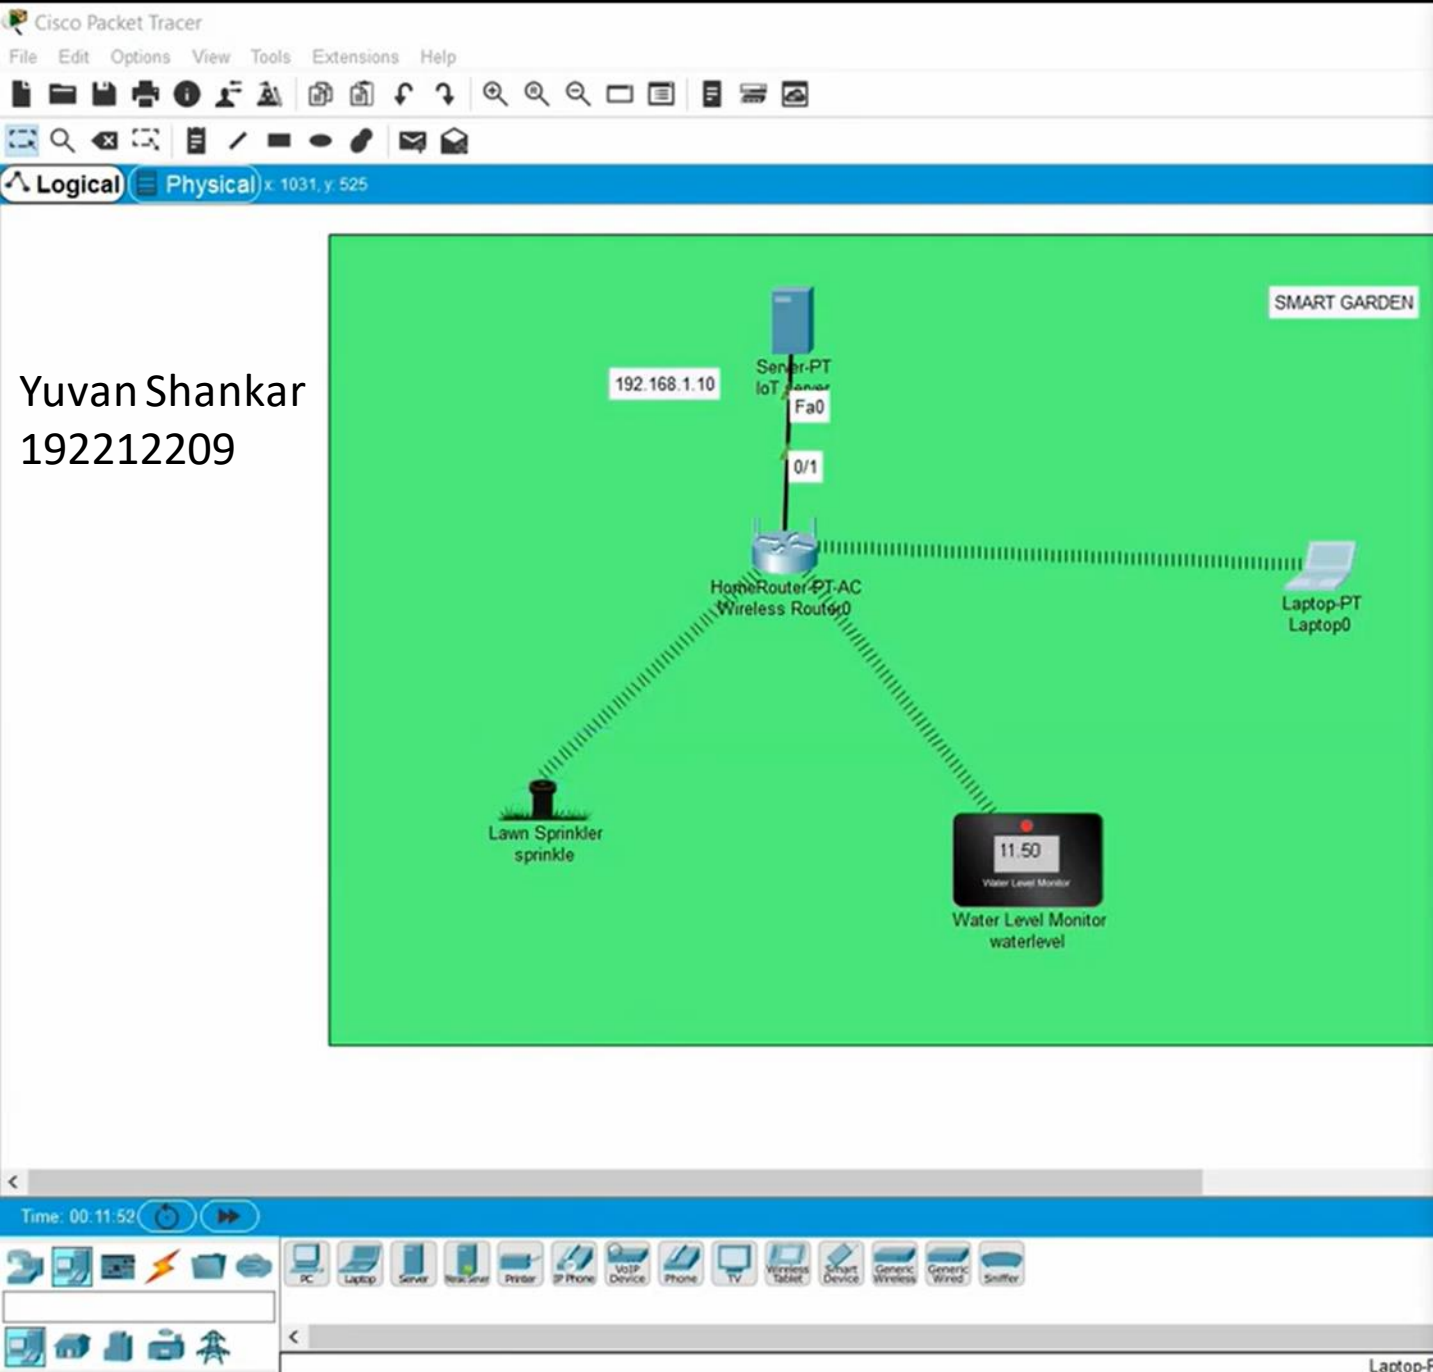 Cisco Packet Tracer
File Edit Options View Tools Extensions Help
Logical Physical x: 1031, y: 525
SMART GARDEN
Yuvan Shankar
192212209
192.168.1.10
Server-PT
IoT server
Fa0
0/1
HomeRouter-PT-AC
Wireless Router0
Laptop-PT
Laptop0
Lawn Sprinkler
sprinkle
11.50
Water Level Monitor
Water Level Monitor
waterlevel
Time: 00:11:52
PC Laptop Server Printer IP Phone VoIP Device Phone TV Wireless Tablet Smart Device Generic Wireless Generic Wired Sniffer
Laptop-P